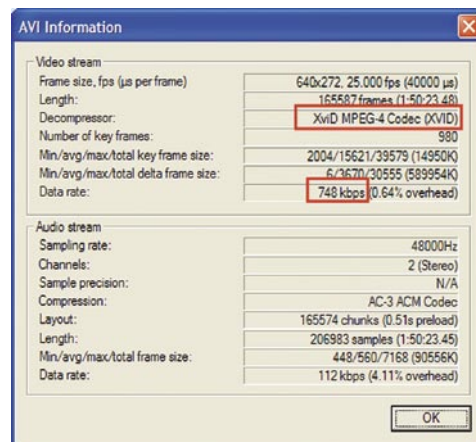 AVI Information
Video stream
Frame size, fps (µs per frame) 640x272, 25.000 fps (40000 µs)
Length: 165587 frames (1:50:23.48)
Decompressor: XviD MPEG-4 Codec (XVID)
Number of key frames: 980
Min/avg/max/total key frame size: 2004/15621/39579 (14950K)
Min/avg/max/total delta frame size: 6/3670/30555 (589954K)
Data rate: 748 kbps (0.64% overhead)
Audio stream
Sampling rate: 48000Hz
Channels: 2 (Stereo)
Sample precision: N/A
Compression: AC-3 ACM Codec
Layout: 165574 chunks (0.51s preload)
Length: 206983 samples (1:50:23.45)
Min/avg/max/total frame size: 448/560/7168 (90556K)
Data rate: 112 kbps (4.11% overhead)
OK